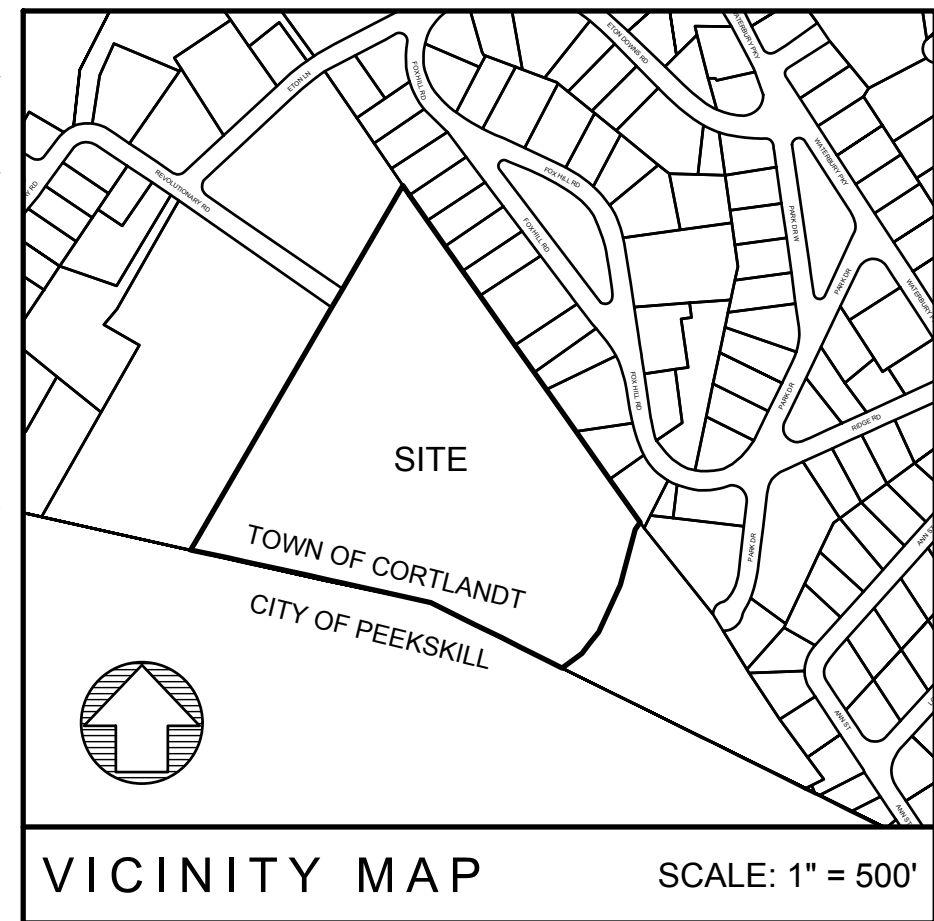 ETON DOWNS RD
WATERBURY PKY
FOXHILL RD
ETON LN
REVOLUTIONARY RD
FOX HILL RD
WATERBURY PKY
FOXHILL RD
PARK DR W
PARK DR
FOX HILL RD
PARK DR
RIDGE RD
SITE
TOWN OF CORTLANDT
CITY OF PEEKSKILL
PARK DR
ANN ST
ANN ST
VICINITY MAP
SCALE: 1" = 500'